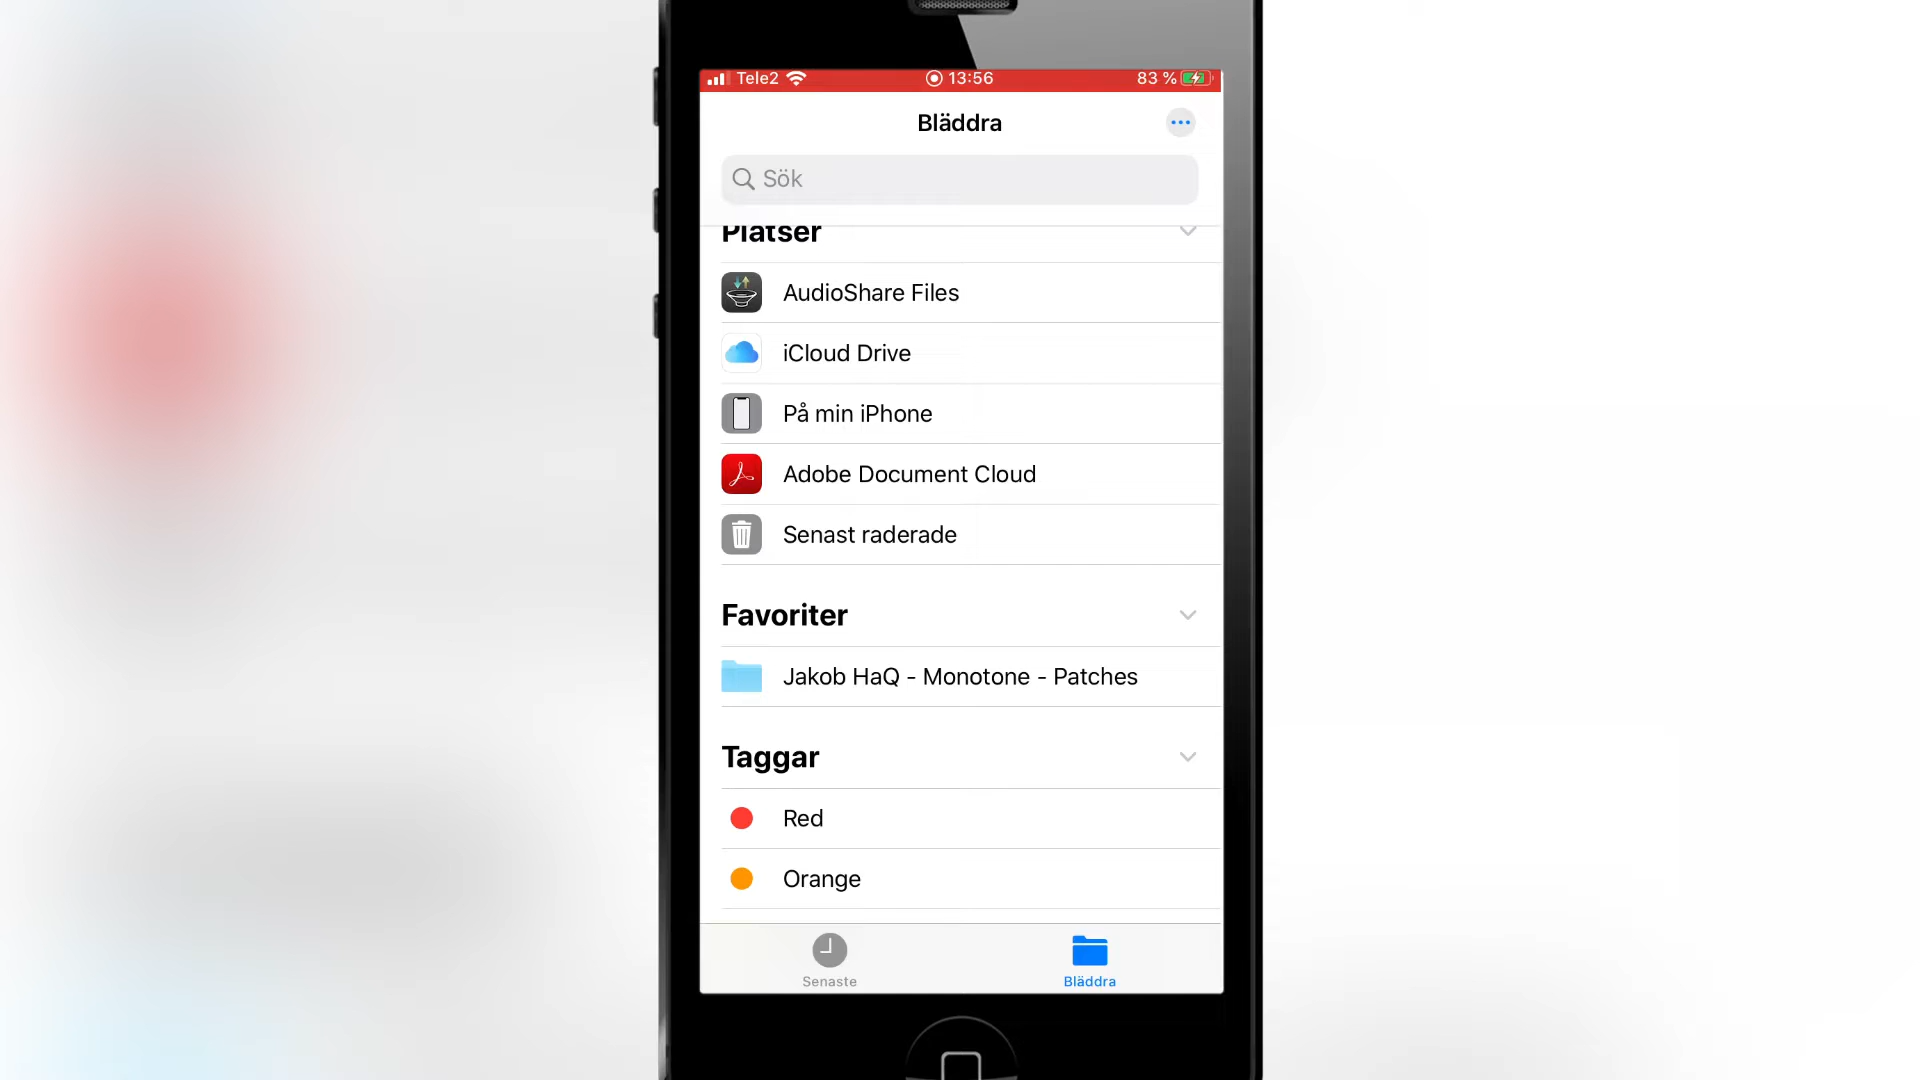 Tele2
13:56
83 %
Bläddra
Sök
Platser
AudioShare Files
iCloud Drive
På min iPhone
Adobe Document Cloud
Senast raderade
Favoriter
Jakob HaQ - Monotone - Patches
Taggar
Red
Orange
Senaste
Bläddra